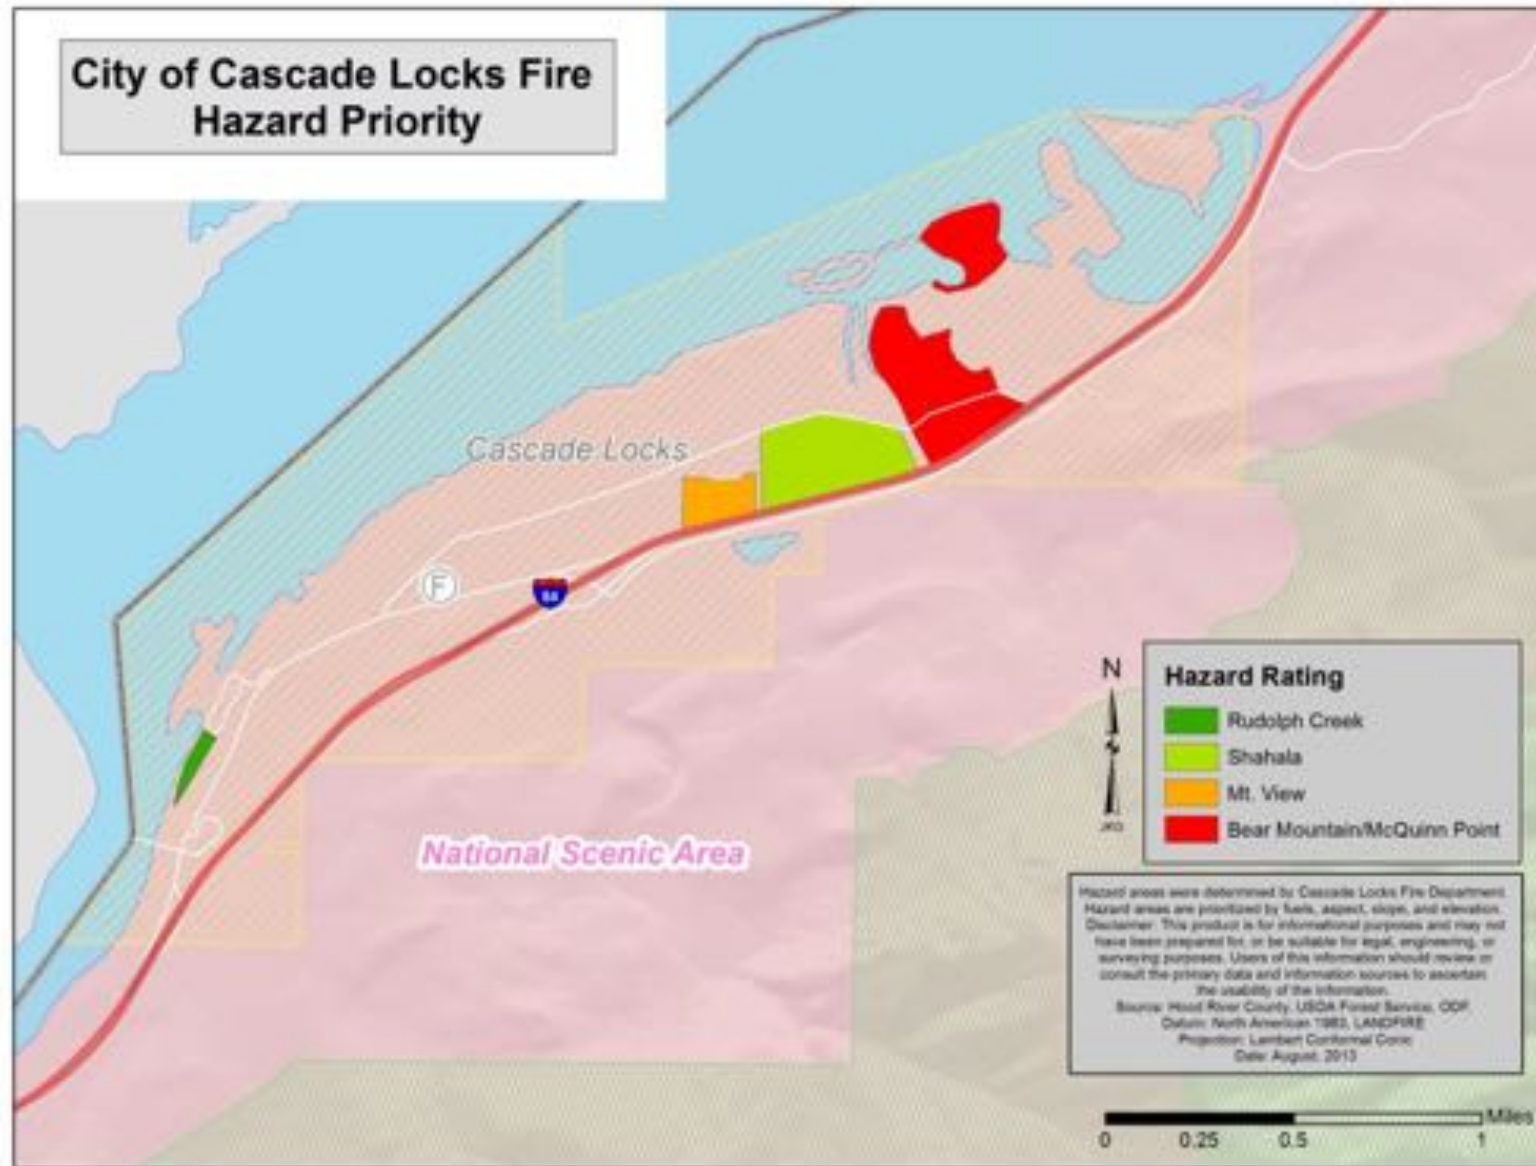 City of Cascade Locks Fire
Hazard Priority
Cascade Locks
F
84
National Scenic Area
N
Hazard Rating
Rudolph Creek
Shahala
Mt. View
Bear Mountain/McQuinn Point
Hazard areas were determined by Cascade Locks Fire Department.
Hazard areas are prioritized by fuels, aspect, slope, and elevation.
Disclaimer: This product is for informational purposes and may not
have been prepared for, or be suitable for legal, engineering, or
surveying purposes. Users of this information should review or
consult the primary data and information sources to ascertain
the usability of the information.
Source: Hood River County, USDA Forest Service, ODF,
Datum: North American 1983, LANDFIRE
Projection: Lambert Conformal Conic
Date: August, 2013
Miles
0 0.25 0.5 1